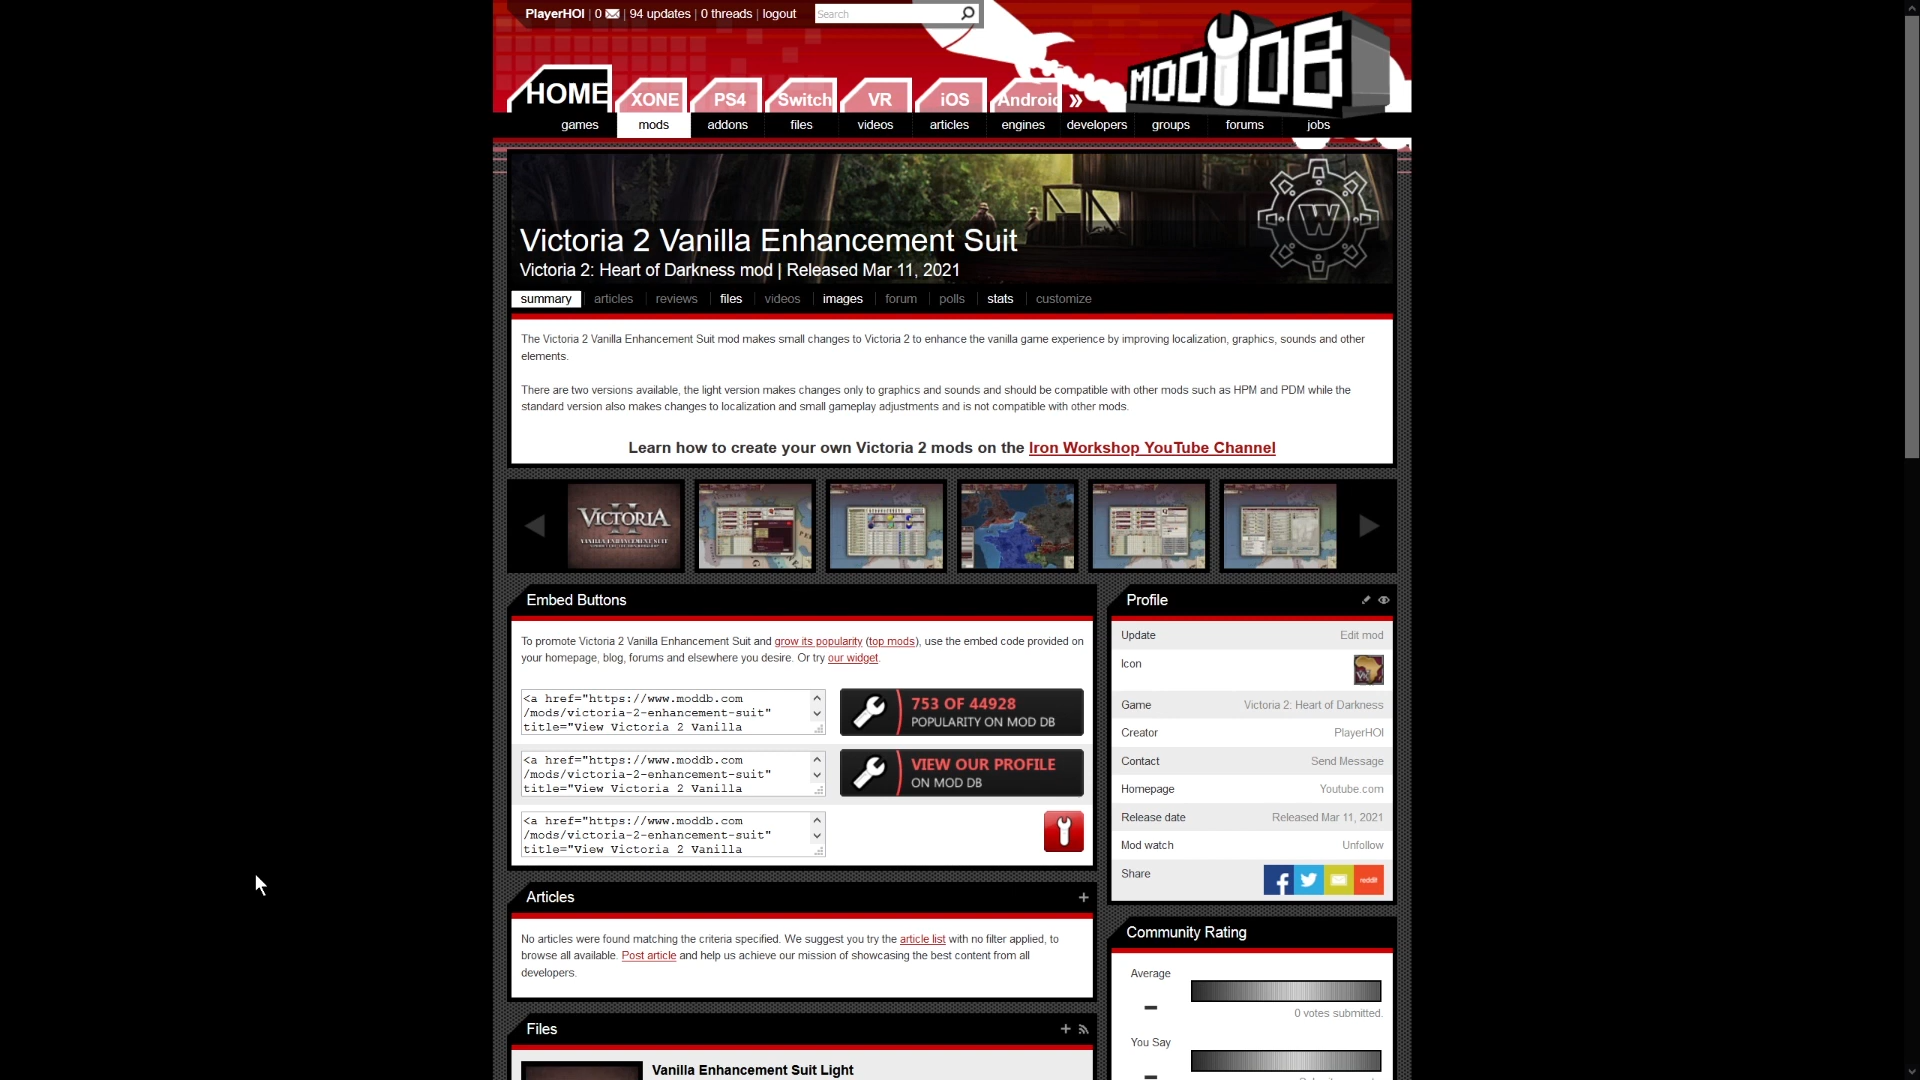 PlayerHOI | 0 | 94 updates | 0 threads | logout
Search
MOD DB
HOME XONE PS4 Switch VR iOS Android »
games mods addons files videos articles engines developers groups forums jobs
W
Victoria 2 Vanilla Enhancement Suit
Victoria 2: Heart of Darkness mod | Released Mar 11, 2021
summary articles reviews files videos images forum polls stats customize
The Victoria 2 Vanilla Enhancement Suit mod makes small changes to Victoria 2 to enhance the vanilla game experience by improving localization, graphics, sounds and other
elements.
There are two versions available, the light version makes changes only to graphics and sounds and should be compatible with other mods such as HPM and PDM while the
standard version also makes changes to localization and small gameplay adjustments and is not compatible with other mods.
Learn how to create your own Victoria 2 mods on the Iron Workshop YouTube Channel
VICTORIA II
VANILLA ENHANCEMENT SUIT
Embed Buttons
To promote Victoria 2 Vanilla Enhancement Suit and grow its popularity (top mods), use the embed code provided on
your homepage, blog, forums and elsewhere you desire. Or try our widget.
<a href="https://www.moddb.com
/mods/victoria-2-enhancement-suit"
title="View Victoria 2 Vanilla
753 OF 44928
POPULARITY ON MOD DB
<a href="https://www.moddb.com
/mods/victoria-2-enhancement-suit"
title="View Victoria 2 Vanilla
VIEW OUR PROFILE
ON MOD DB
<a href="https://www.moddb.com
/mods/victoria-2-enhancement-suit"
title="View Victoria 2 Vanilla
Articles
No articles were found matching the criteria specified. We suggest you try the article list with no filter applied, to
browse all available. Post article and help us achieve our mission of showcasing the best content from all
developers.
Files
Vanilla Enhancement Suit Light
Profile
Update Edit mod
Icon
Game Victoria 2: Heart of Darkness
Creator PlayerHOI
Contact Send Message
Homepage Youtube.com
Release date Released Mar 11, 2021
Mod watch Unfollow
Share reddit
Community Rating
Average
0 votes submitted.
You Say